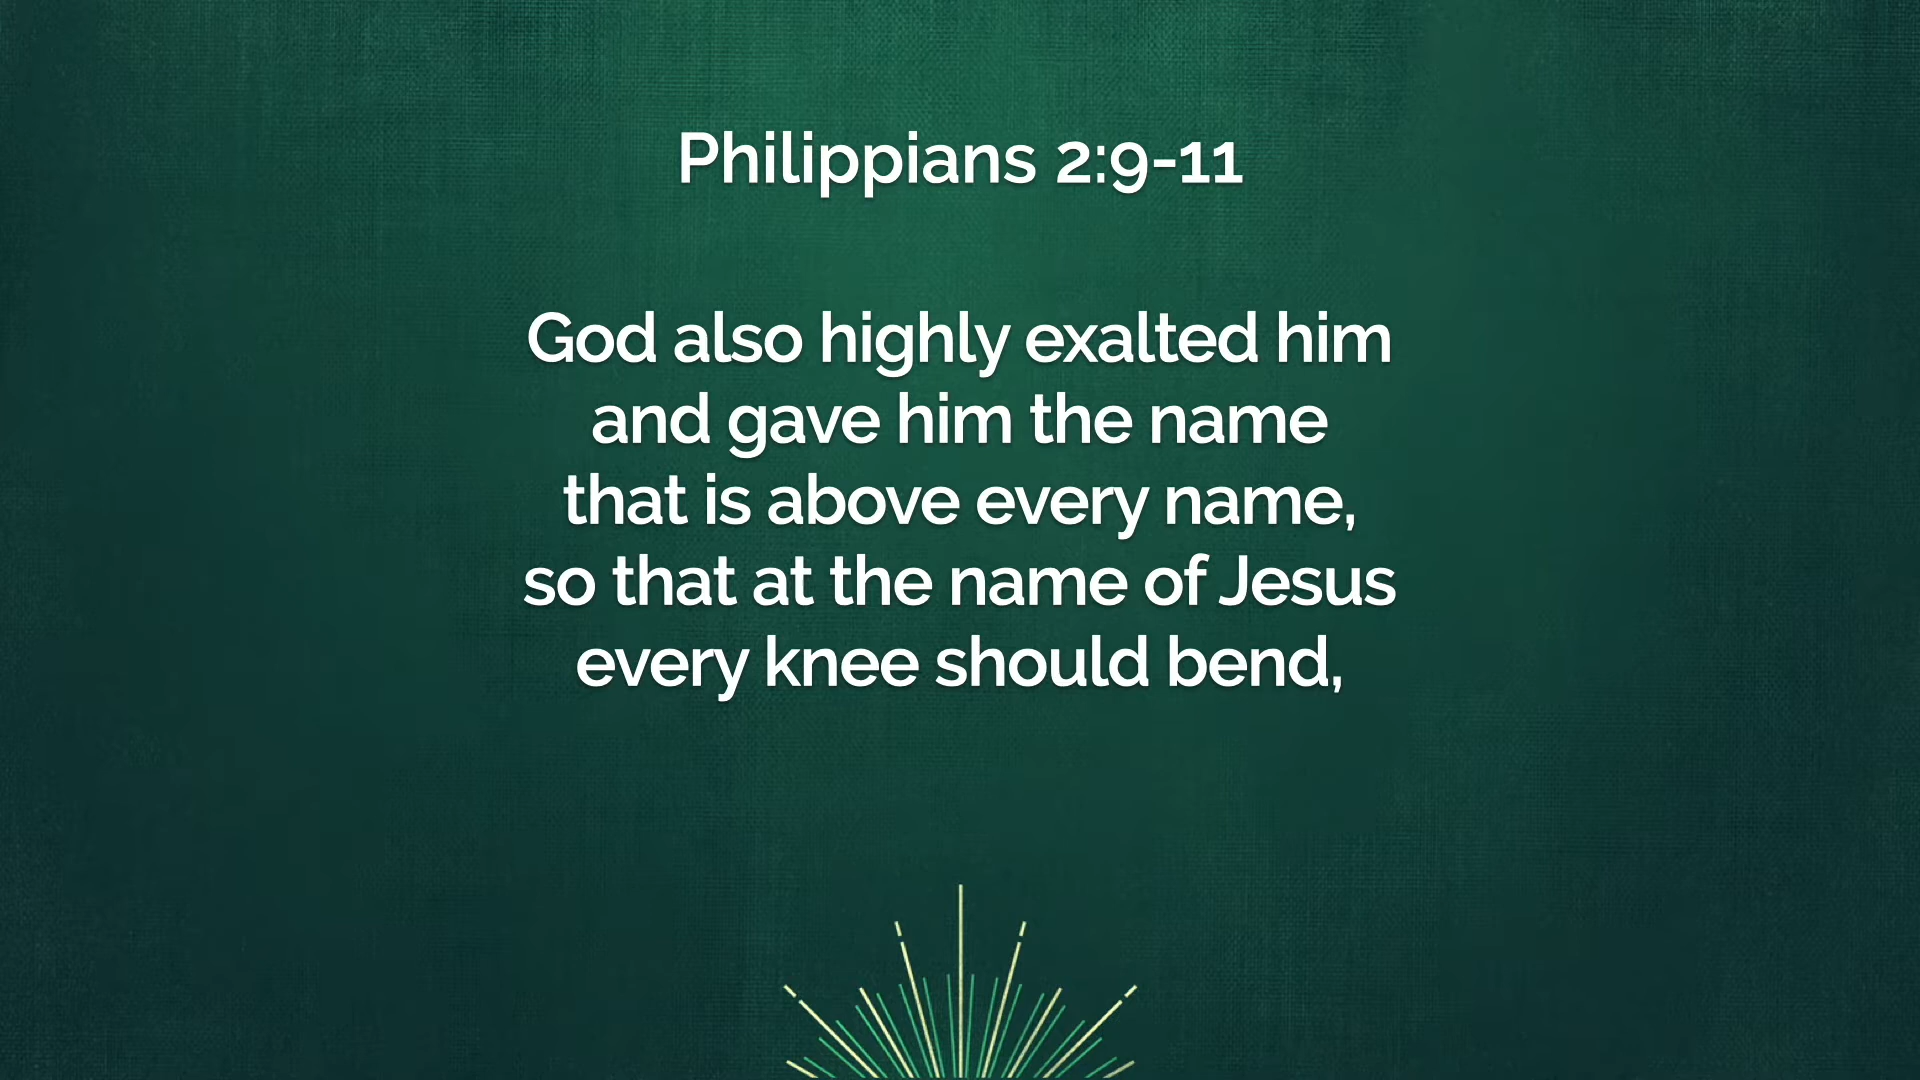 Philippians 2:9-11
God also highly exalted him
and gave him the name
that is above every name,
so that at the name of Jesus
every knee should bend,